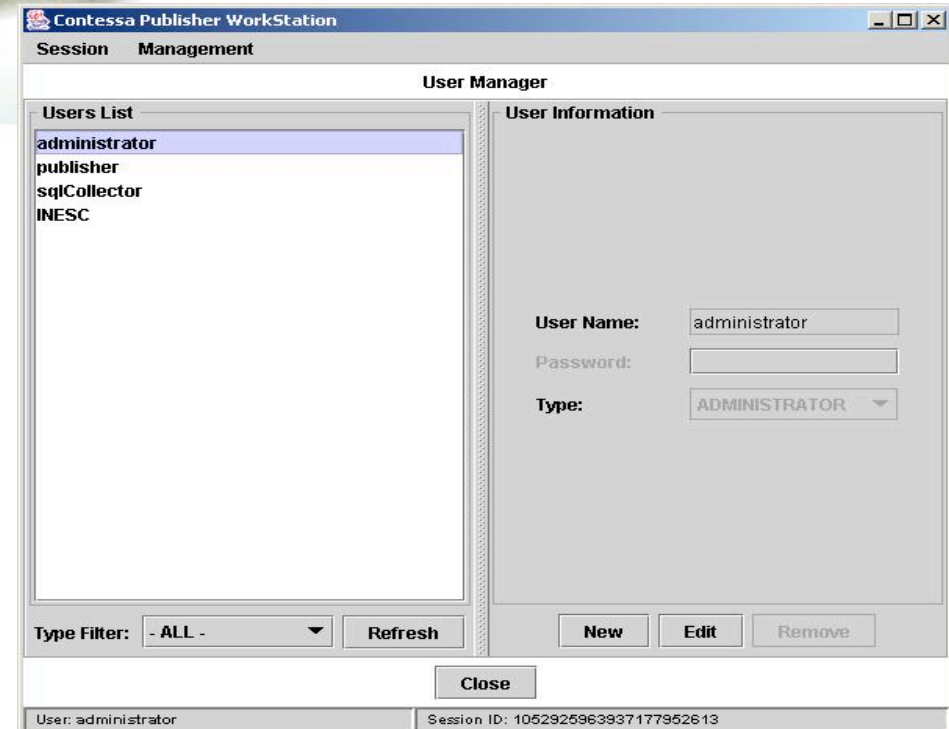 Contessa Publisher WorkStation
Session Management
User Manager
Users List
administrator
publisher
sqlCollector
INESC
Type Filter: - ALL - Refresh
User Information
User Name: administrator
Password:
Type: ADMINISTRATOR
New Edit Remove
Close
User: administrator Session ID: 1052925963937177952613